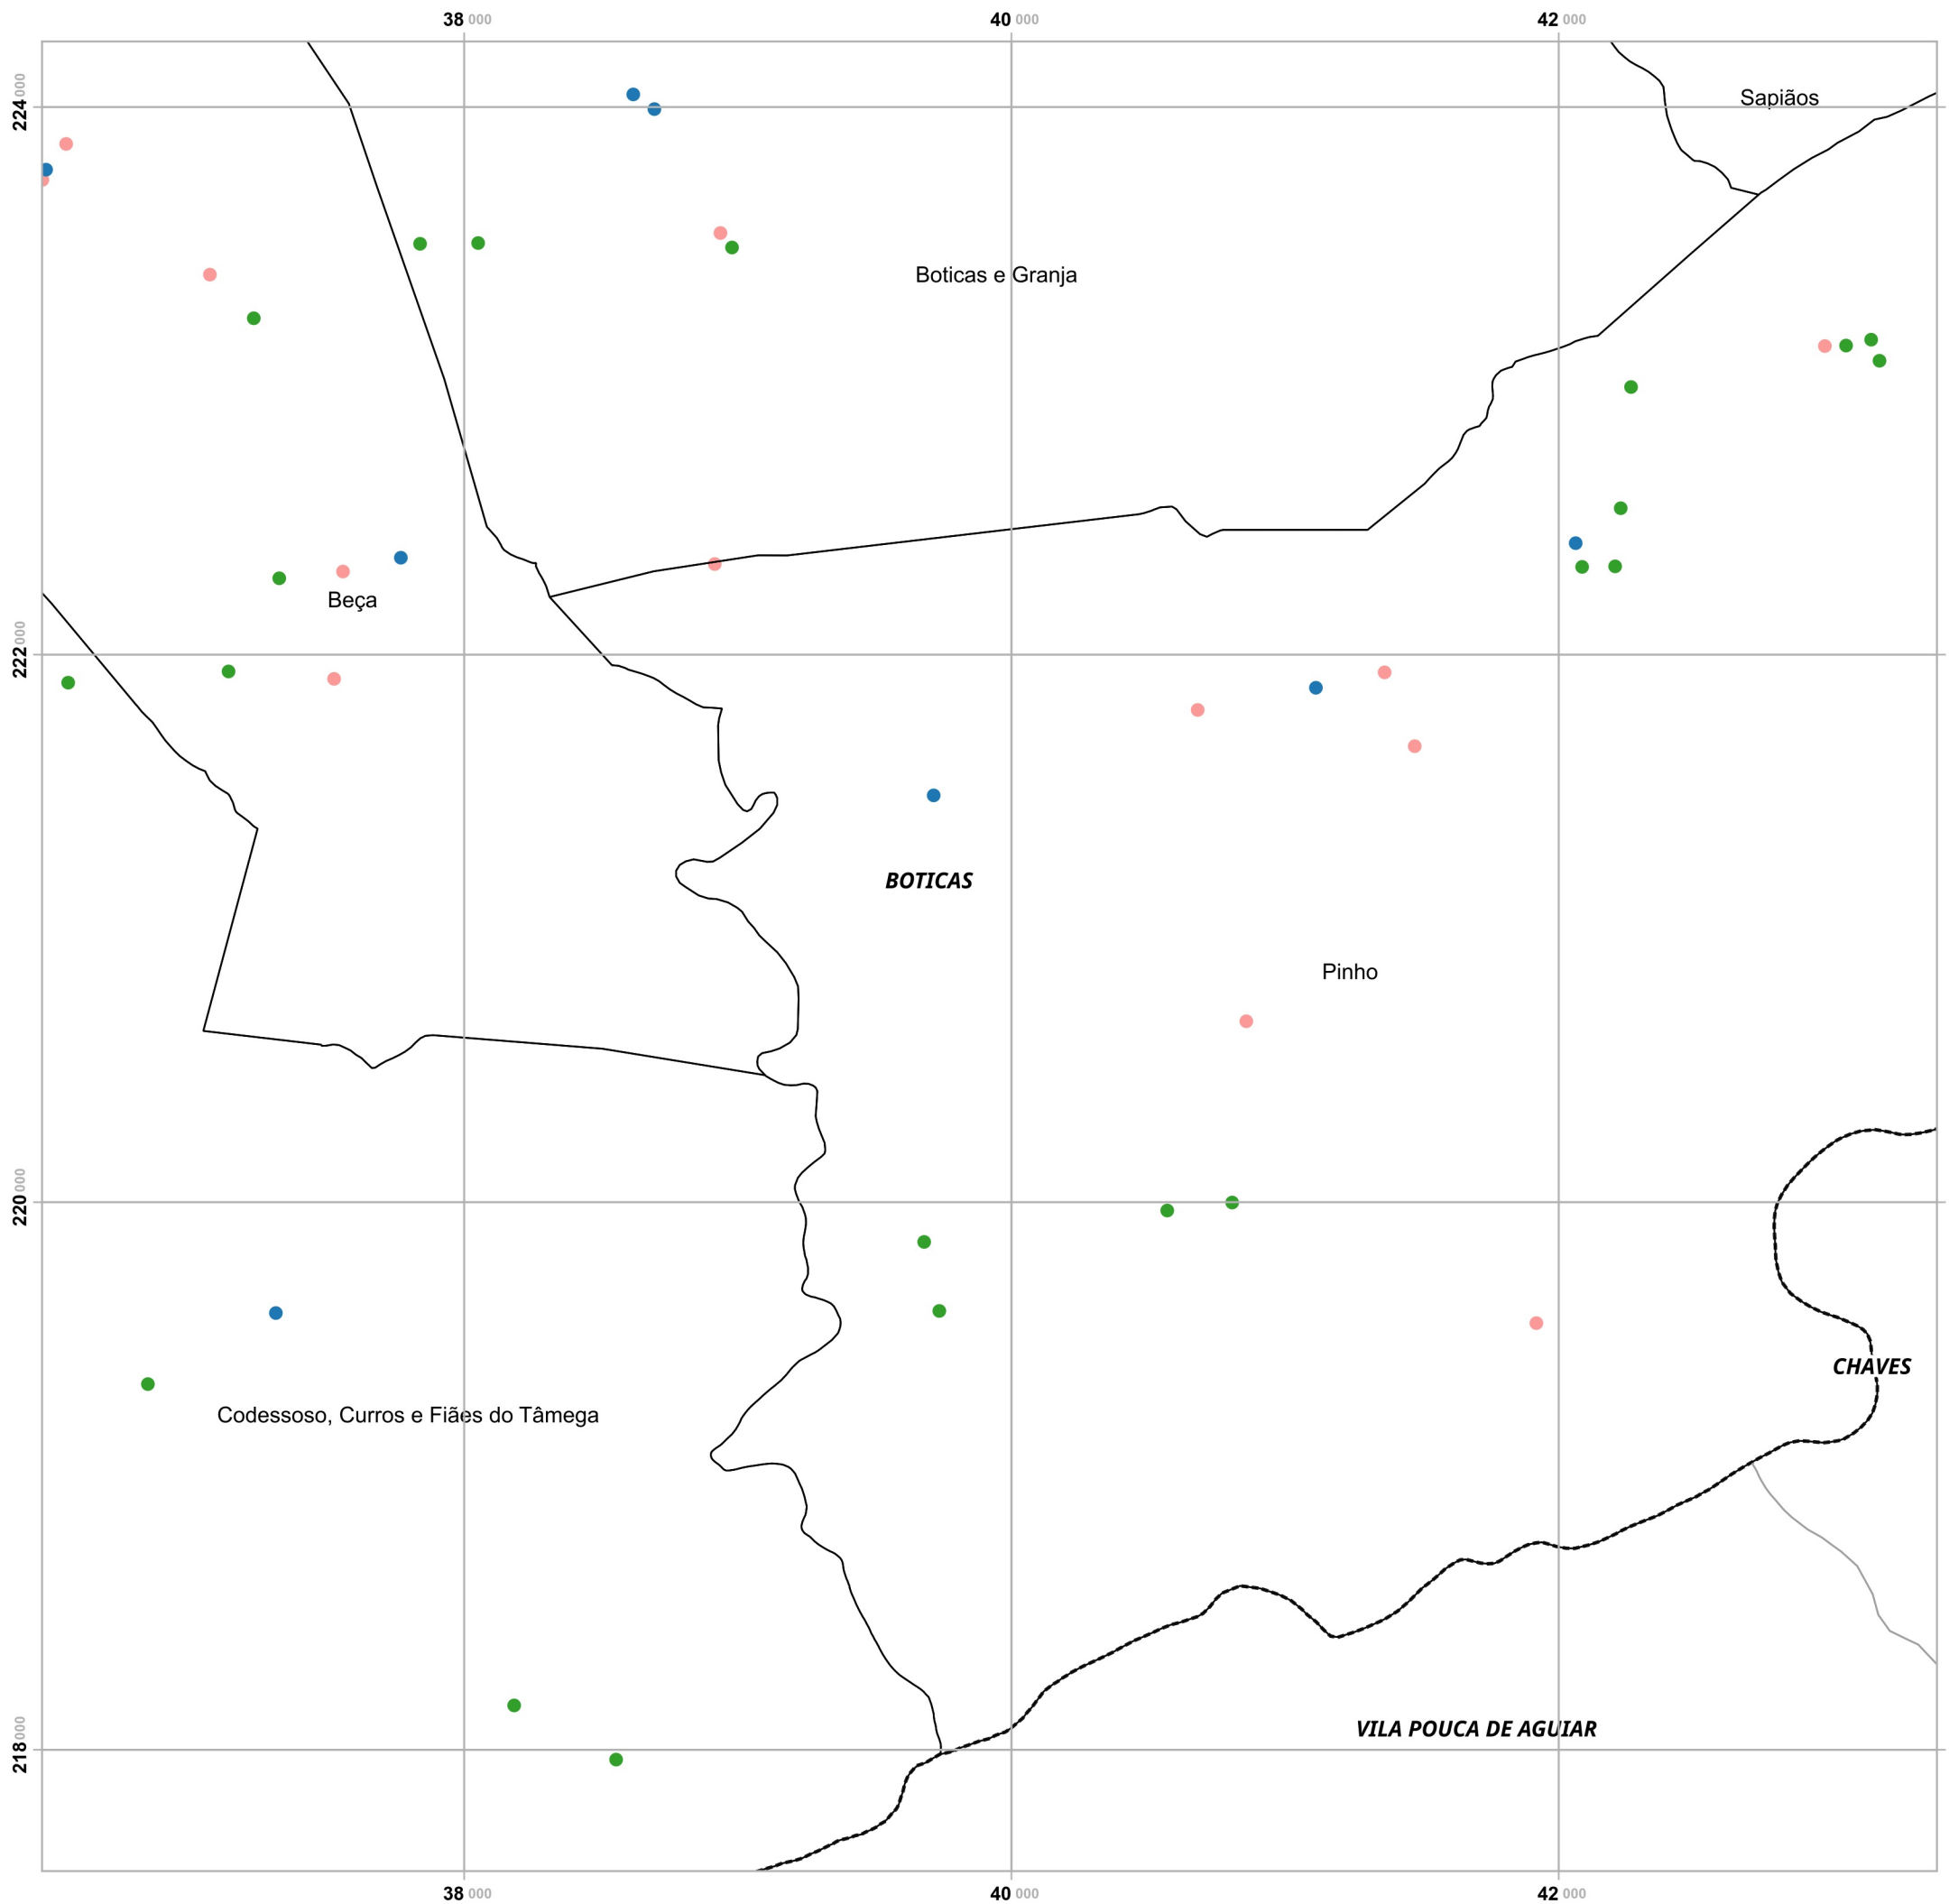 38 000 40 000 42 000
224 000
Sapiãos
Boticas e Granja
Beça
222 000
BOTICAS
Pinho
220 000
CHAVES
Codessoso, Curros e Fiães do Tâmega
VILA POUCA DE AGUIAR
218 000
38 000 40 000 42 000